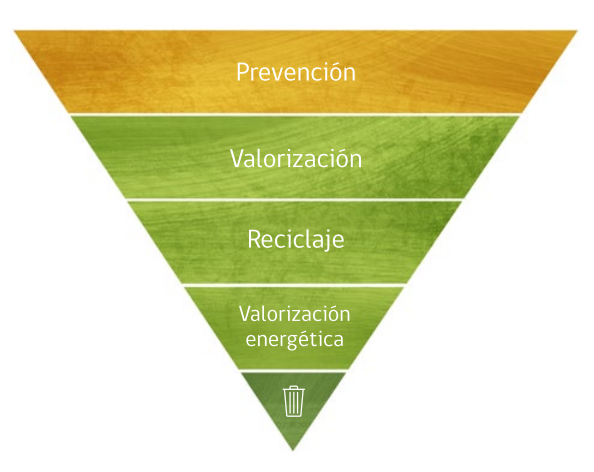 Prevención
Valorización
Reciclaje
Valorización
energética